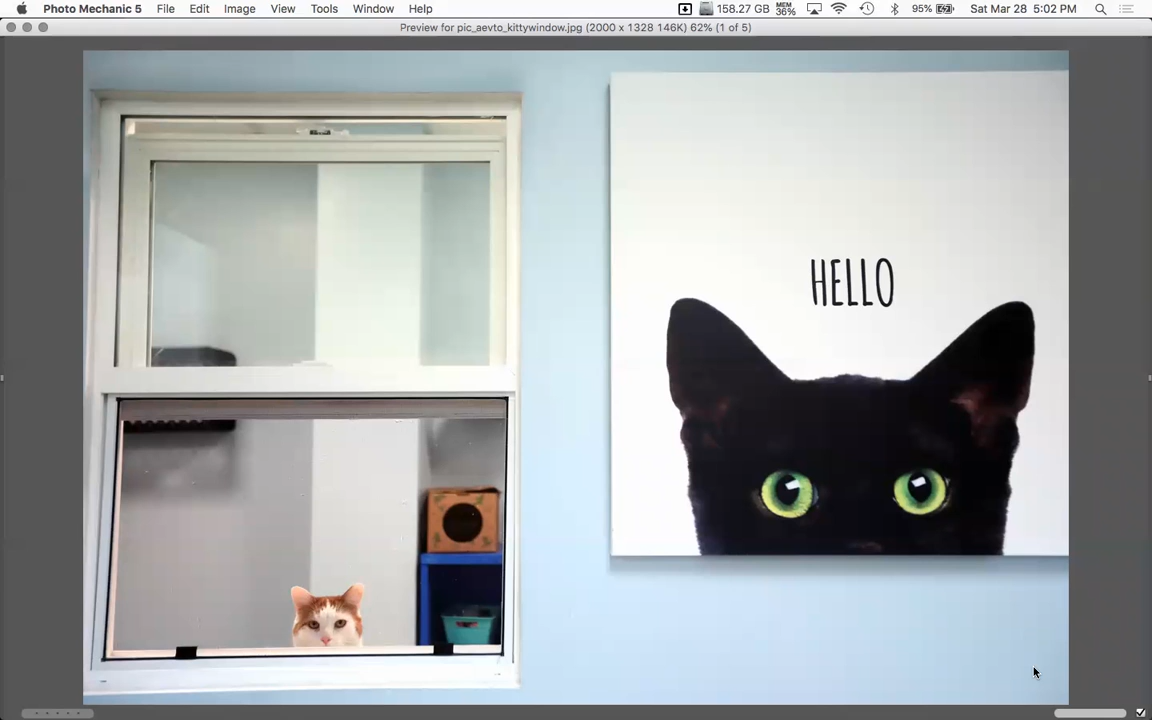 Photo Mechanic 5 File Edit Image View Tools Window Help 158.27 GB MEM 36% 95% Sat Mar 28 5:02 PM
Preview for pic_aevto_kittywindow.jpg (2000 x 1328 146K) 62% (1 of 5)
HELLO